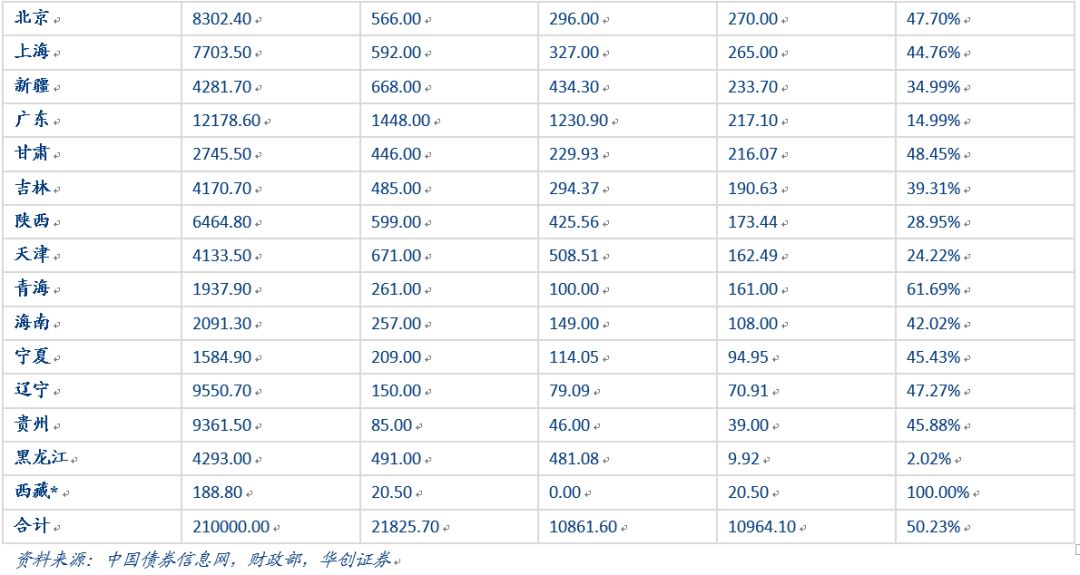 北京 8302.40 566.00 296.00 270.00 47.70%
上海 7703.50 592.00 327.00 265.00 44.76%
新疆 4281.70 668.00 434.30 233.70 34.99%
广东 12178.60 1448.00 1230.90 217.10 14.99%
甘肃 2745.50 446.00 229.93 216.07 48.45%
吉林 4170.70 485.00 294.37 190.63 39.31%
陕西 6464.80 599.00 425.56 173.44 28.95%
天津 4133.50 671.00 508.51 162.49 24.22%
青海 1937.90 261.00 100.00 161.00 61.69%
海南 2091.30 257.00 149.00 108.00 42.02%
宁夏 1584.90 209.00 114.05 94.95 45.43%
辽宁 9550.70 150.00 79.09 70.91 47.27%
贵州 9361.50 85.00 46.00 39.00 45.88%
黑龙江 4293.00 491.00 481.08 9.92 2.02%
西藏* 188.80 20.50 0.00 20.50 100.00%
合计 210000.00 21825.70 10861.60 10964.10 50.23%
资料来源：中国债券信息网，财政部，华创证券